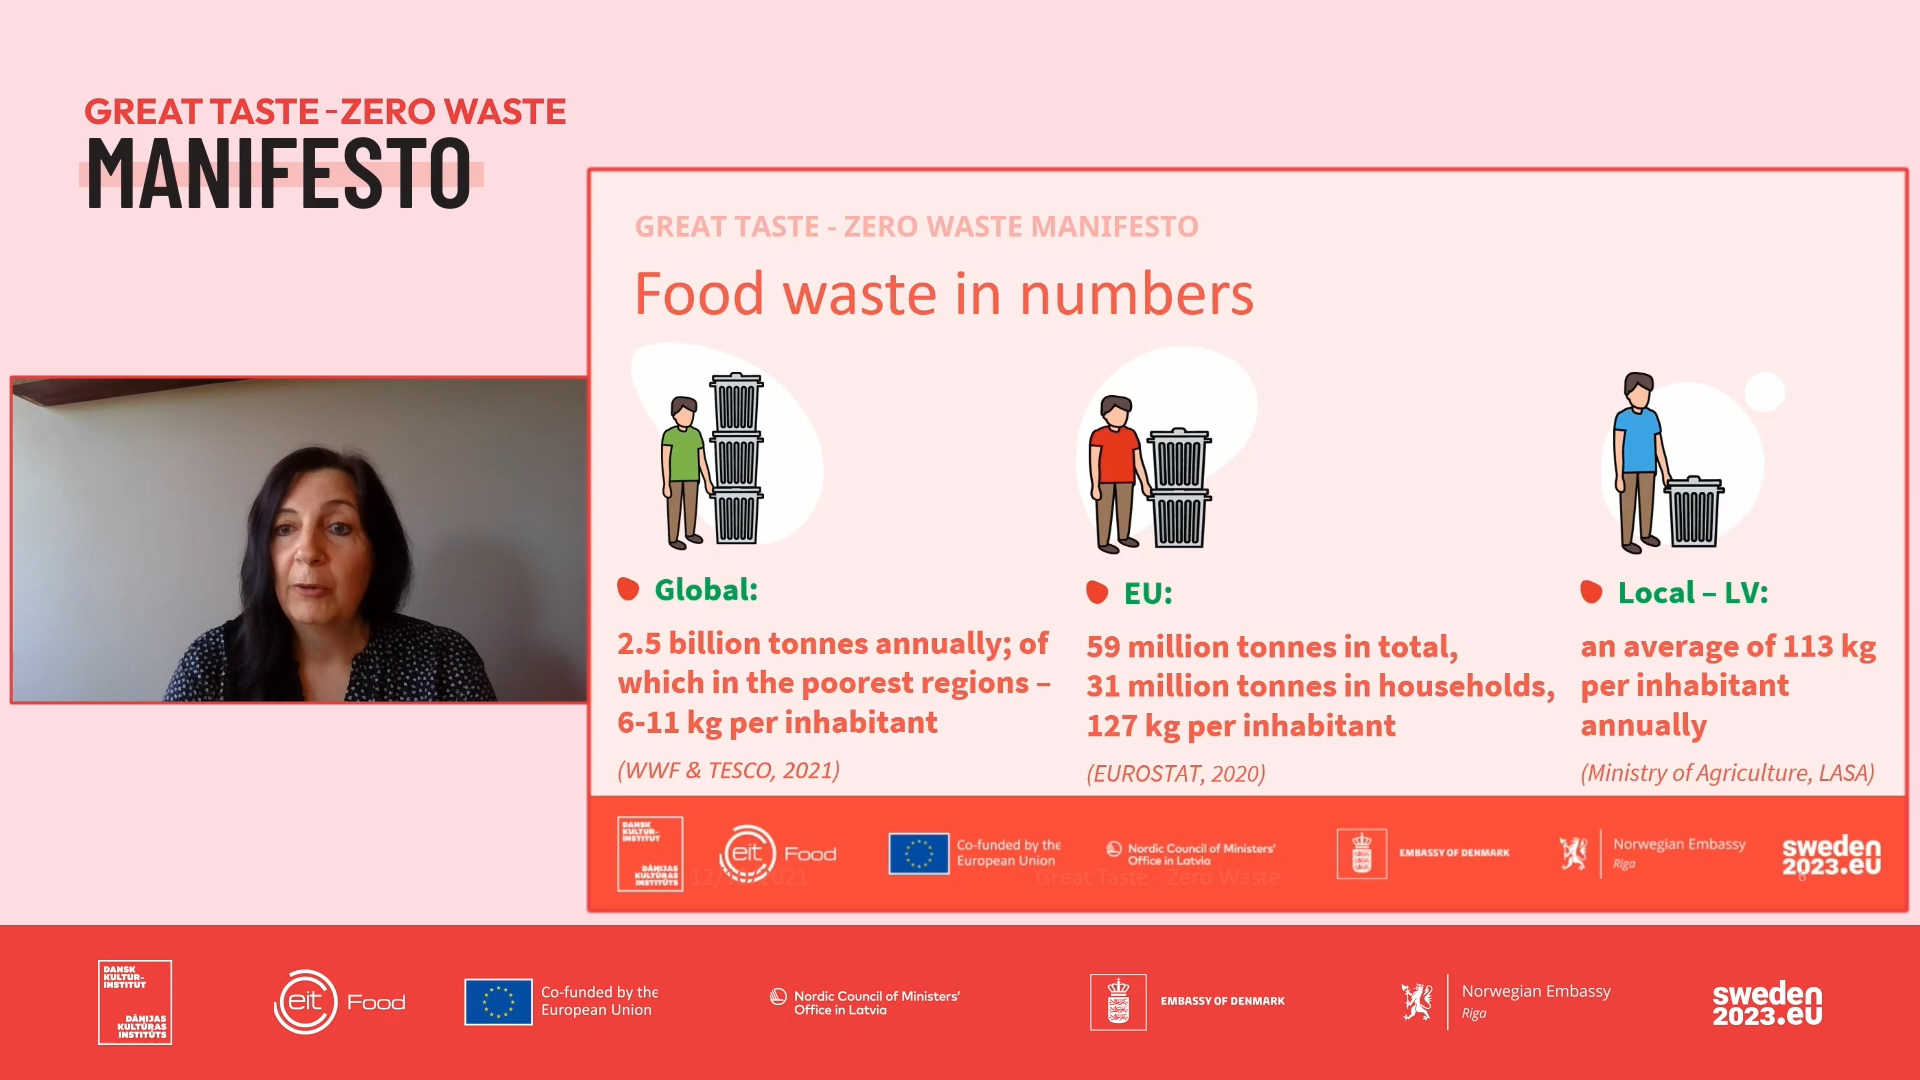 GREAT TASTE - ZERO WASTE
MANIFESTO
GREAT TASTE - ZERO WASTE MANIFESTO
Food waste in numbers
Global:
2.5 billion tonnes annually; of
which in the poorest regions –
6-11 kg per inhabitant
(WWF & TESCO, 2021)
EU:
59 million tonnes in total,
31 million tonnes in households,
127 kg per inhabitant
(EUROSTAT, 2020)
Local – LV:
an average of 113 kg
per inhabitant
annually
(Ministry of Agriculture, LASA)
DANSK
KULTUR-
INSTITUT
DĀNIJAS
KULTŪRAS
INSTITŪTS
eit Food
Co-funded by the
European Union
Nordic Council of Ministers'
Office in Latvia
EMBASSY OF DENMARK
Norwegian Embassy
Riga
sweden
2023.eu
Great Taste - Zero Waste
DANSK
KULTUR-
INSTITUT
DĀNIJAS
KULTŪRAS
INSTITŪTS
eit Food
Co-funded by the
European Union
Nordic Council of Ministers'
Office in Latvia
EMBASSY OF DENMARK
Norwegian Embassy
Riga
sweden
2023.eu